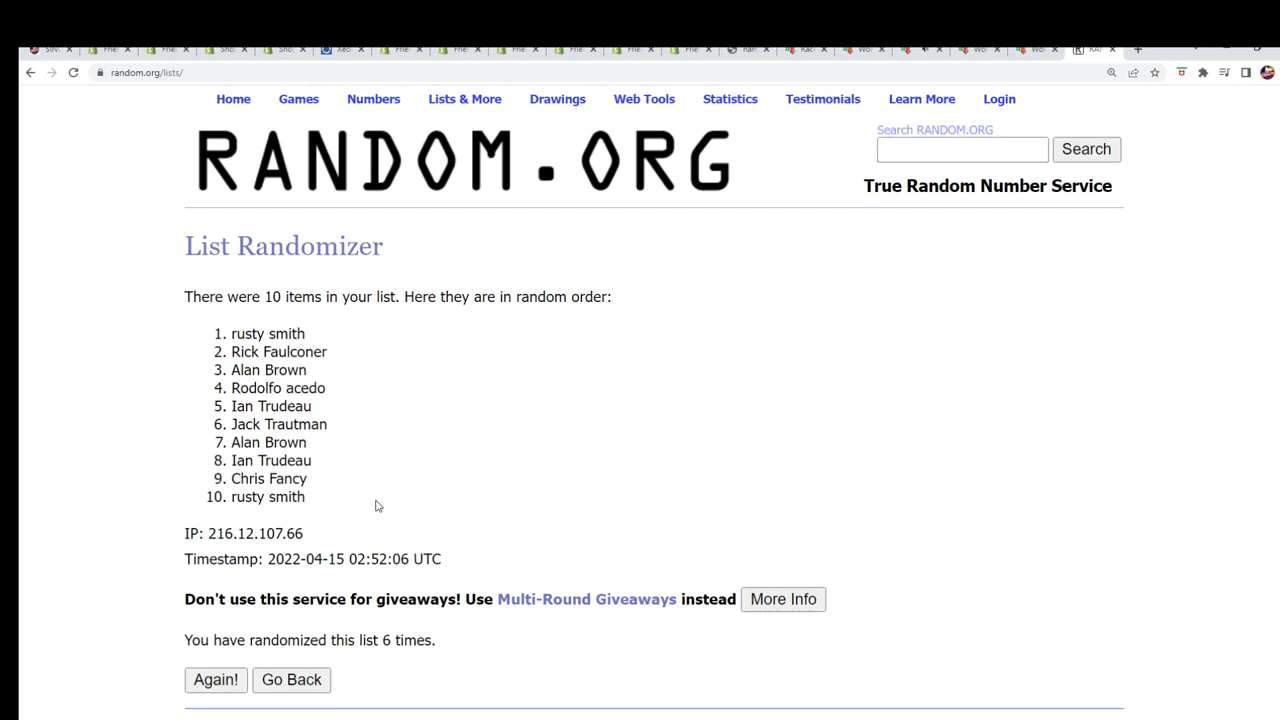 random.org/lists/
Home Games Numbers Lists & More Drawings Web Tools Statistics Testimonials Learn More Login
RANDOM.ORG
Search RANDOM.ORG
Search
True Random Number Service
List Randomizer
There were 10 items in your list. Here they are in random order:
1. rusty smith
2. Rick Faulconer
3. Alan Brown
4. Rodolfo acedo
5. Ian Trudeau
6. Jack Trautman
7. Alan Brown
8. Ian Trudeau
9. Chris Fancy
10. rusty smith
IP: 216.12.107.66
Timestamp: 2022-04-15 02:52:06 UTC
Don't use this service for giveaways! Use Multi-Round Giveaways instead More Info
You have randomized this list 6 times.
Again! Go Back